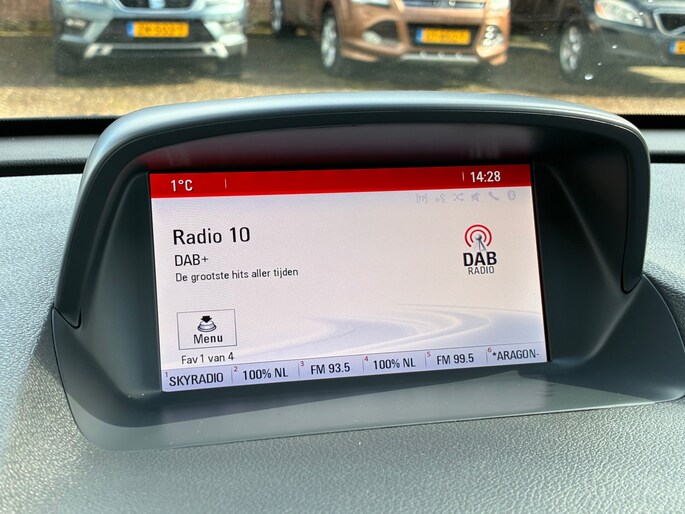 1°C 14:28
Radio 10
DAB+
De grootste hits aller tijden
DAB
RADIO
Menu
Fav 1 van 4
1 SKYRADIO 2 100% NL 3 FM 93.5 4 100% NL 5 FM 99.5 6 *ARAGON-